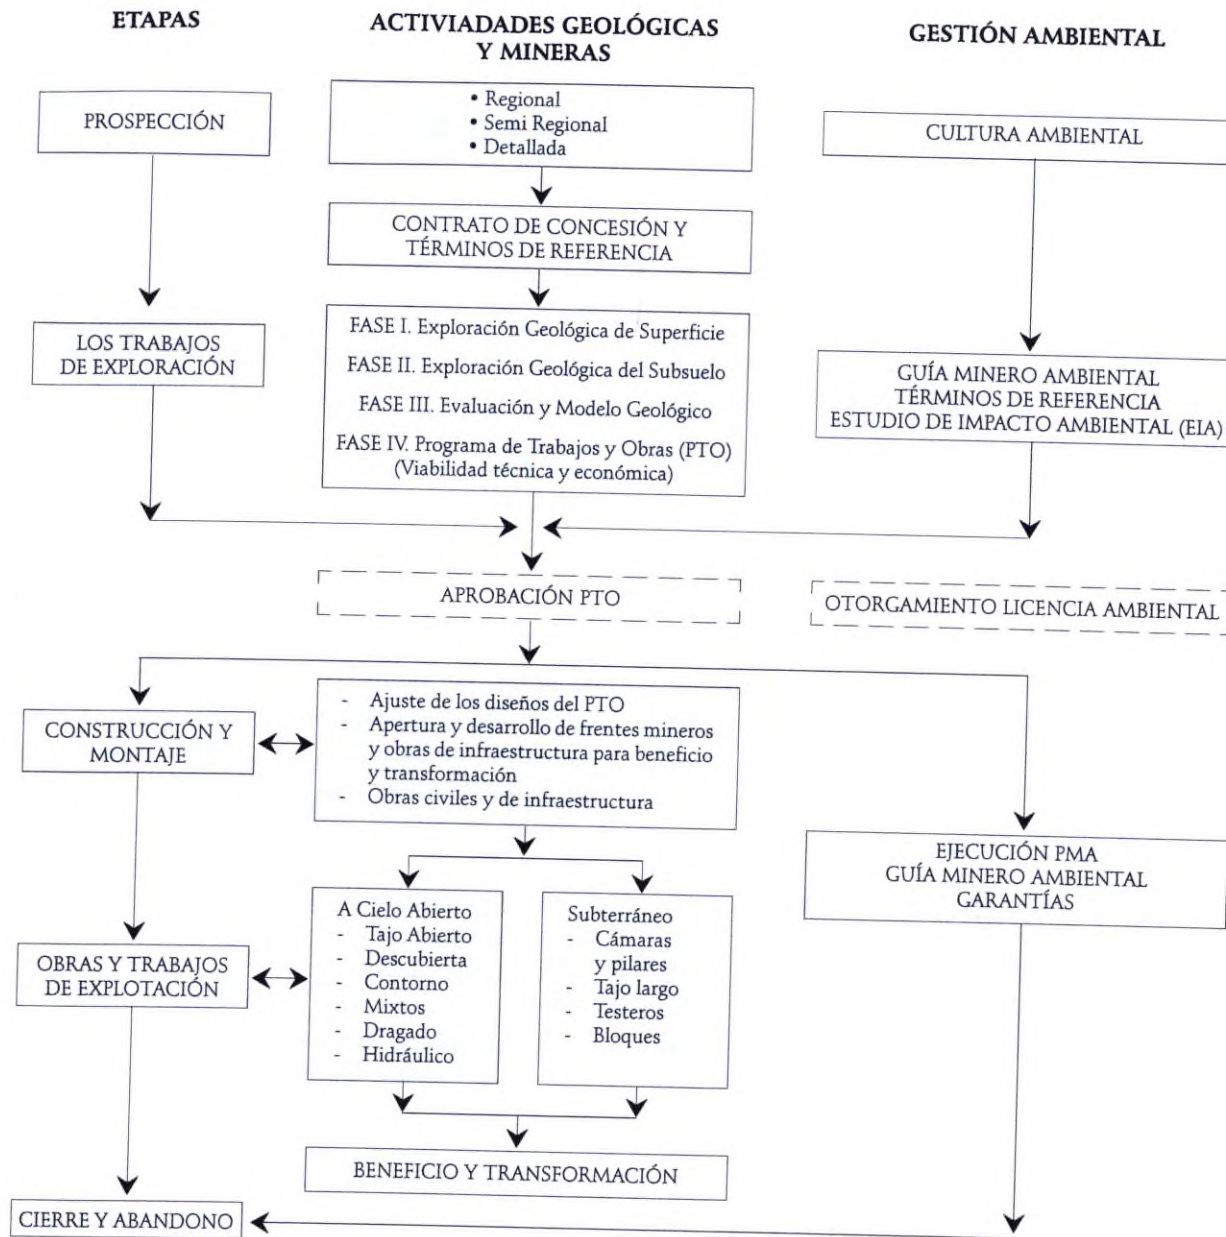 ETAPAS
ACTIVIADADES GEOLÓGICAS
Y MINERAS
GESTIÓN AMBIENTAL
PROSPECCIÓN
• Regional
• Semi Regional
• Detallada
CULTURA AMBIENTAL
CONTRATO DE CONCESIÓN Y
TÉRMINOS DE REFERENCIA
LOS TRABAJOS
DE EXPLORACIÓN
FASE I. Exploración Geológica de Superficie
FASE II. Exploración Geológica del Subsuelo
FASE III. Evaluación y Modelo Geológico
FASE IV. Programa de Trabajos y Obras (PTO)
(Viabilidad técnica y económica)
GUÍA MINERO AMBIENTAL
TÉRMINOS DE REFERENCIA
ESTUDIO DE IMPACTO AMBIENTAL (EIA)
APROBACIÓN PTO
OTORGAMIENTO LICENCIA AMBIENTAL
CONSTRUCCIÓN Y
MONTAJE
- Ajuste de los diseños del PTO
- Apertura y desarrollo de frentes mineros
y obras de infraestructura para beneficio
y transformación
- Obras civiles y de infraestructura
EJECUCIÓN PMA
GUÍA MINERO AMBIENTAL
GARANTÍAS
OBRAS Y TRABAJOS
DE EXPLOTACIÓN
A Cielo Abierto
- Tajo Abierto
- Descubierta
- Contorno
- Mixtos
- Dragado
- Hidráulico
Subterráneo
- Cámaras
y pilares
- Tajo largo
- Testeros
- Bloques
BENEFICIO Y TRANSFORMACIÓN
CIERRE Y ABANDONO